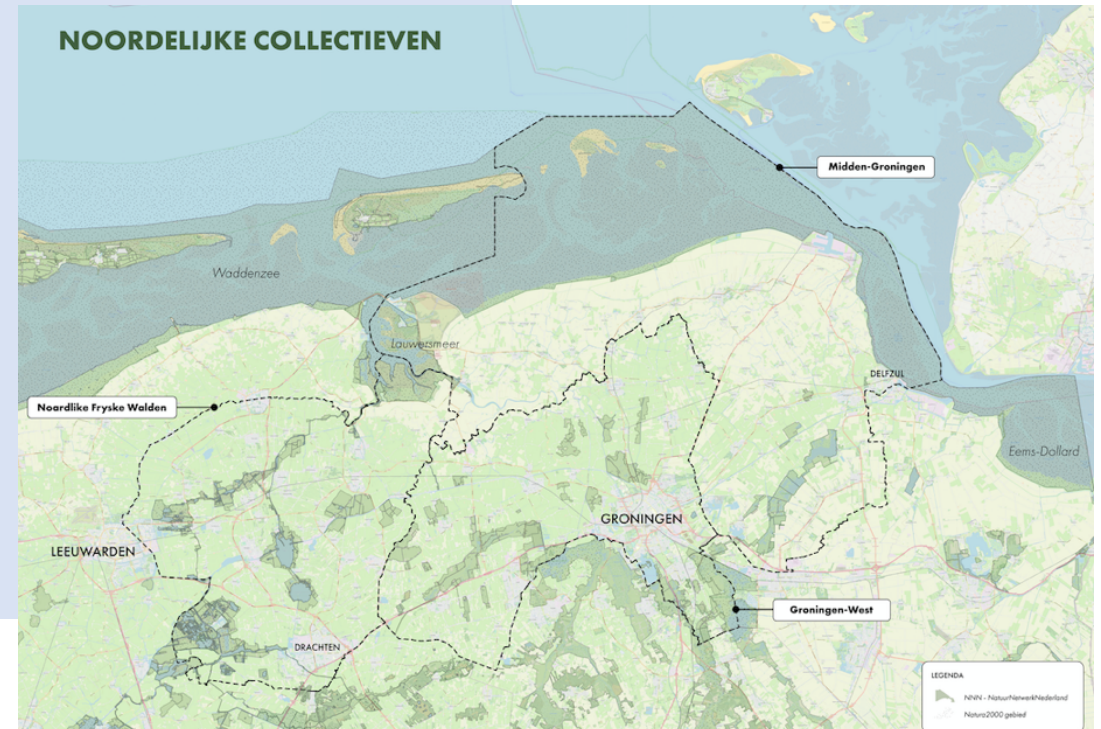 NOORDELIJKE COLLECTIEVEN
Midden-Groningen
Waddenzee
Lauwersmeer
DELFZIJL
Noardlike Fryske Walden
Eems-Dollard
GRONINGEN
LEEUWARDEN
Groningen-West
DRACHTEN
LEGENDA
NNN - NatuurNetwerkNederland
Natura2000 gebied